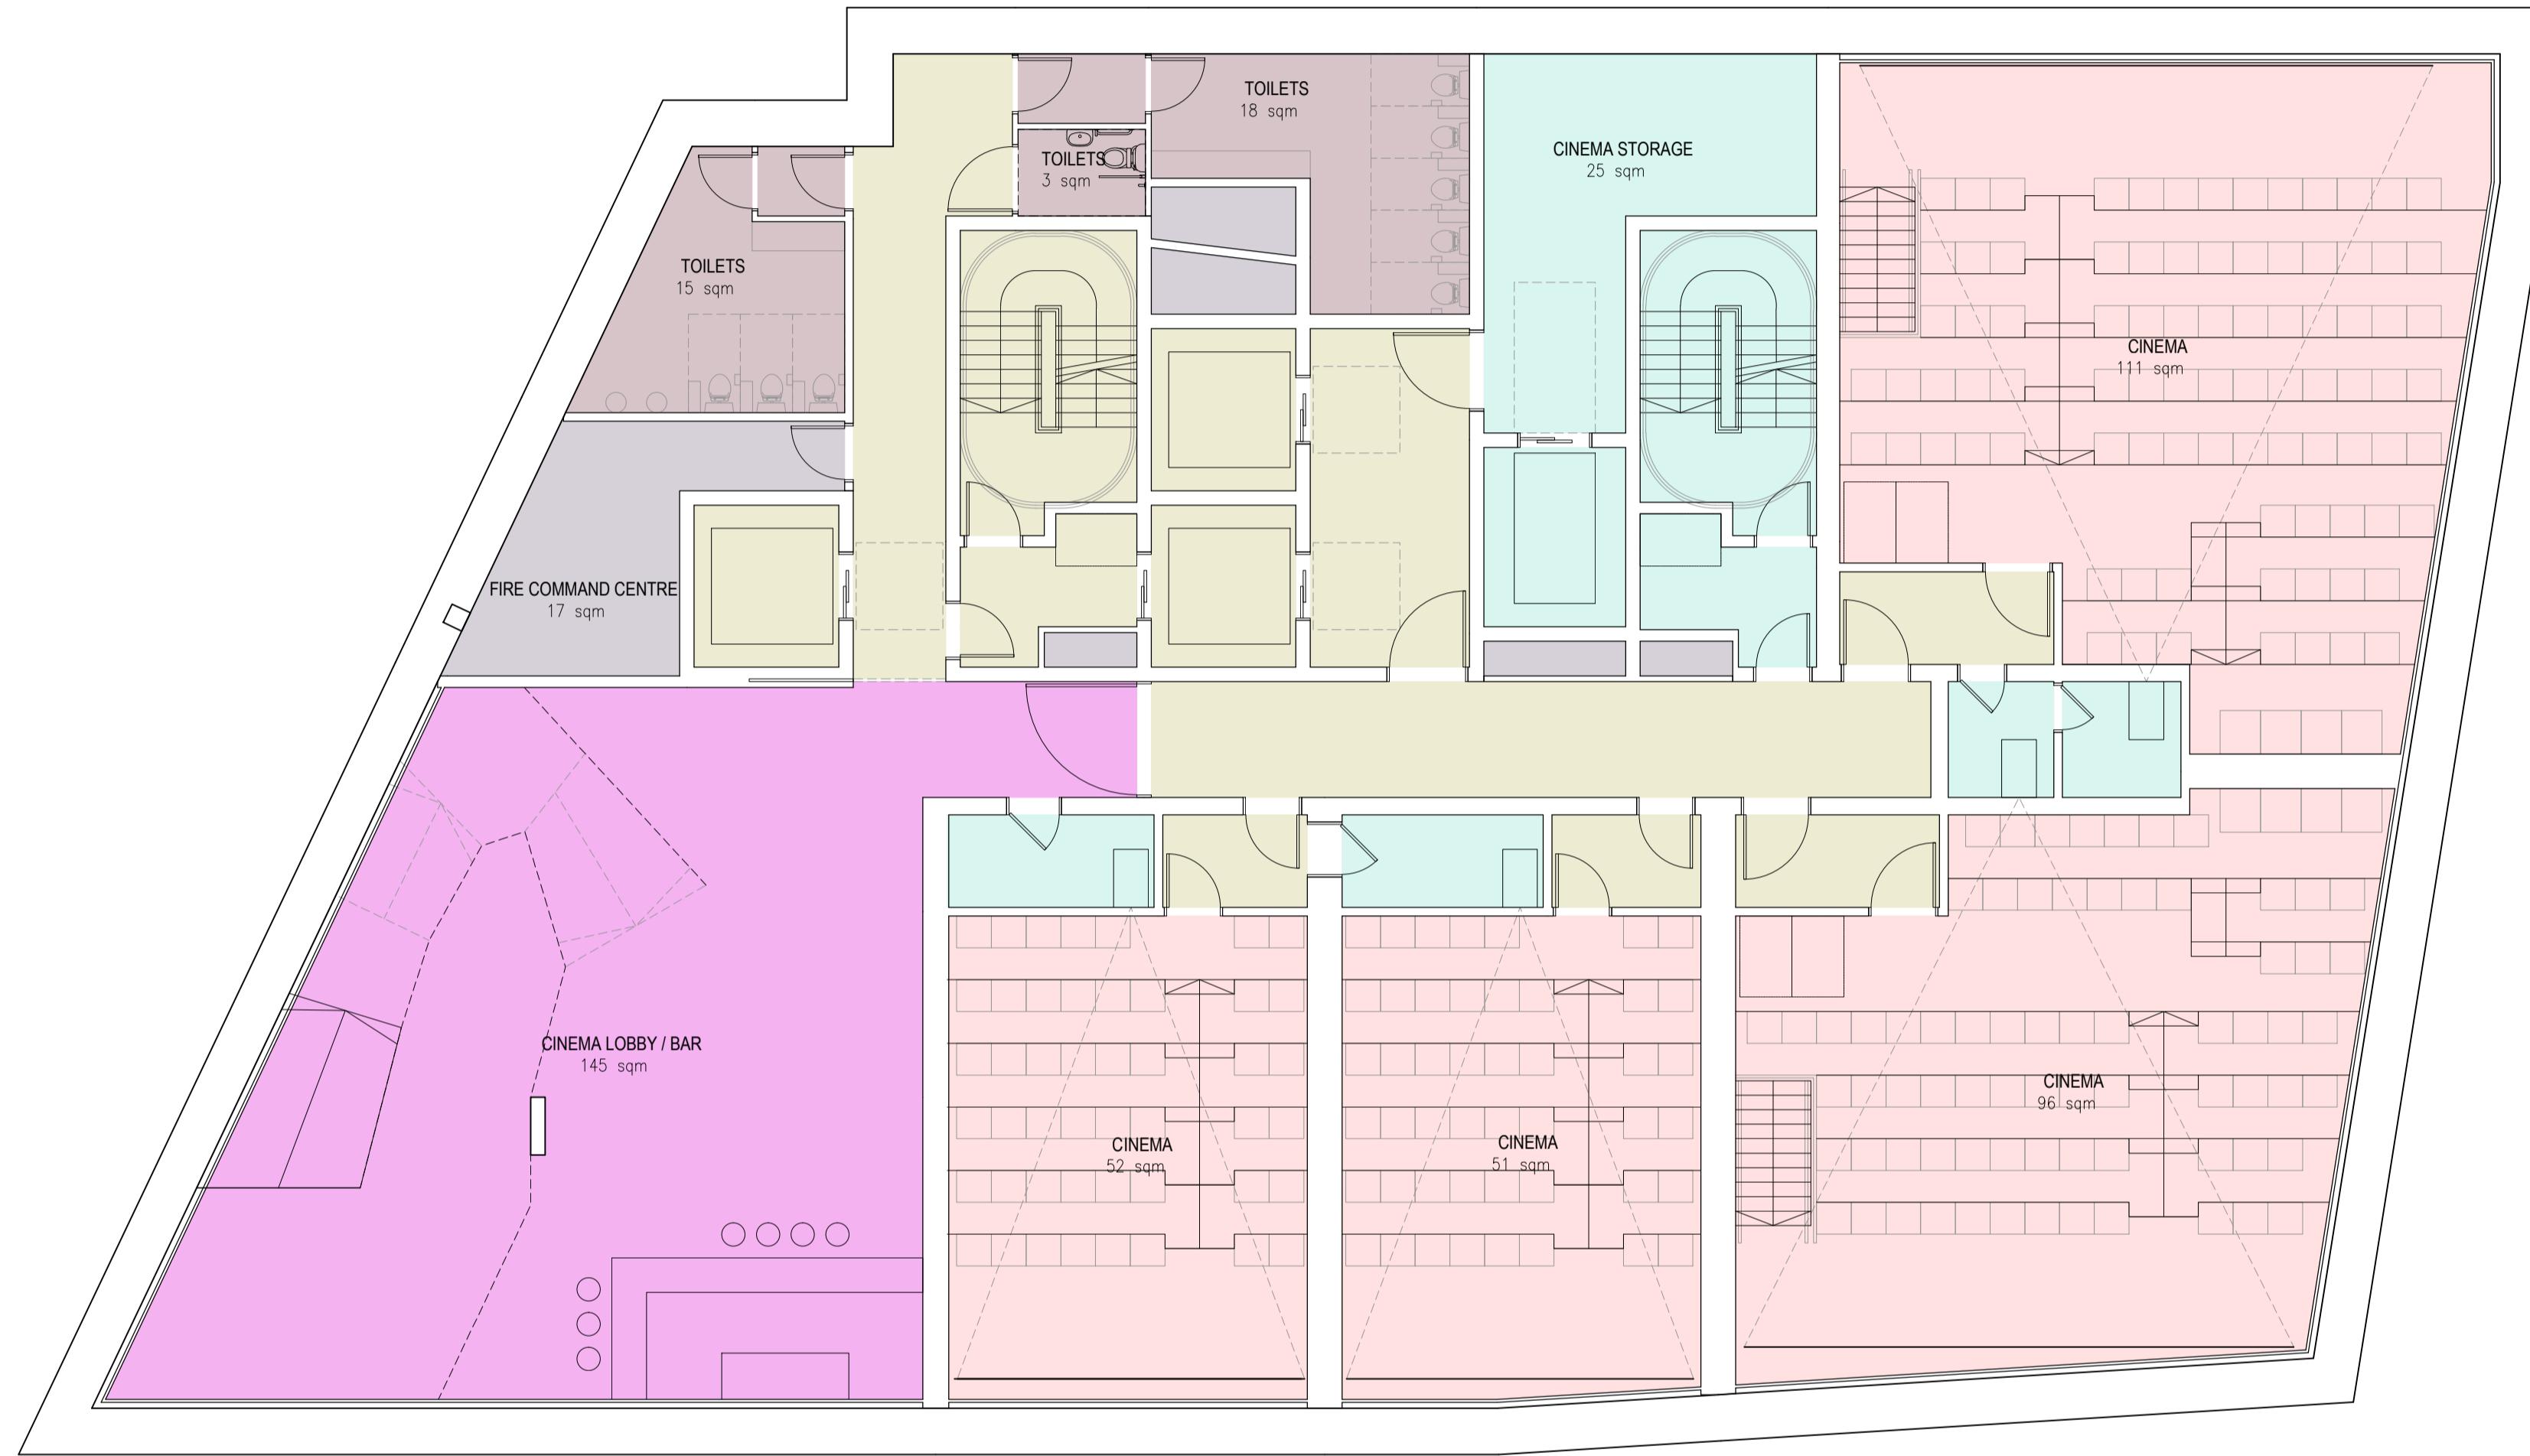 TOILETS
18 sqm
TOILETS
3 sqm
CINEMA STORAGE
25 sqm
TOILETS
15 sqm
CINEMA
111 sqm
FIRE COMMAND CENTRE
17 sqm
CINEMA LOBBY / BAR
145 sqm
CINEMA
52 sqm
CINEMA
51 sqm
CINEMA
96 sqm